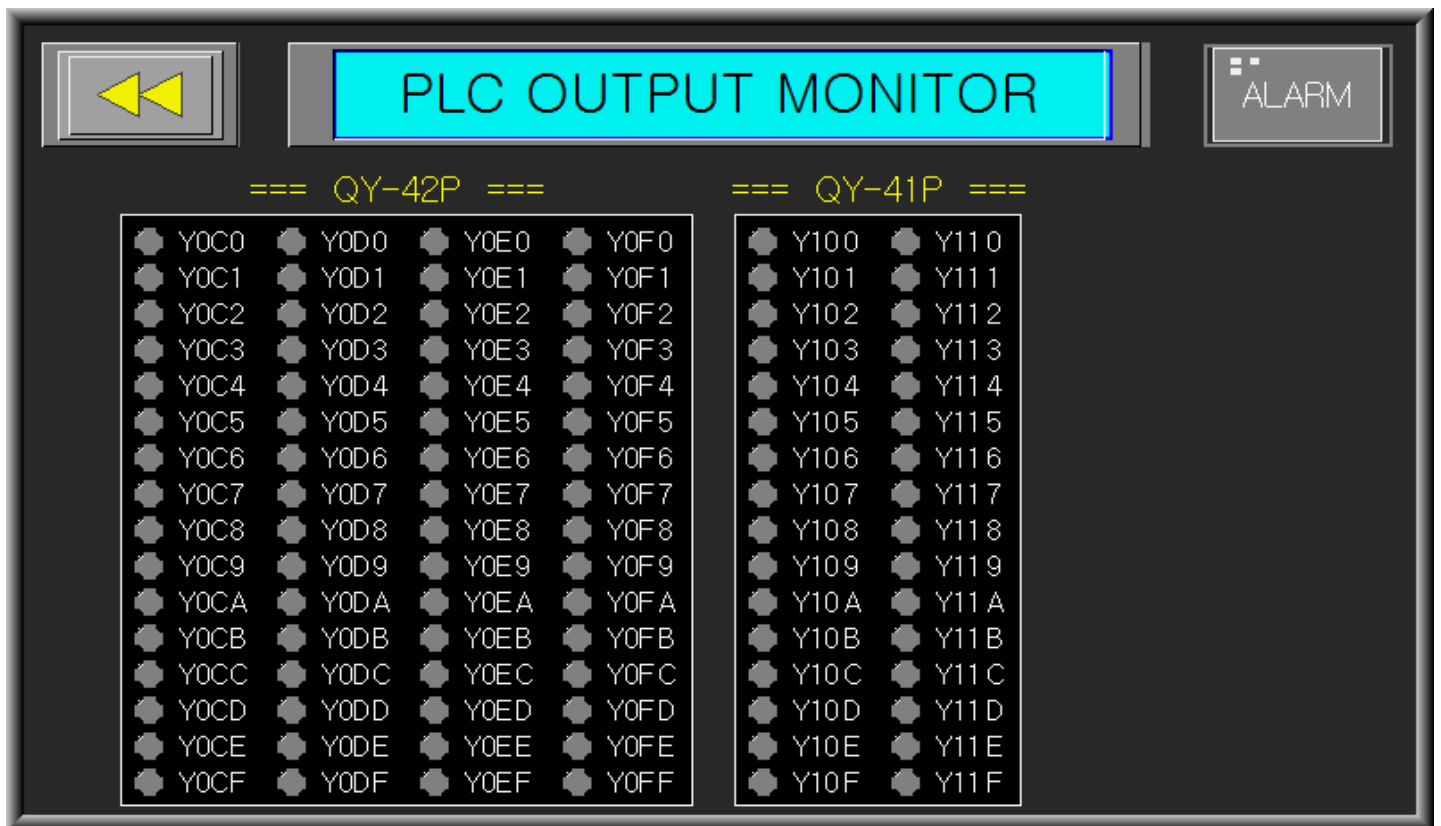 PLC OUTPUT MONITOR
ALARM
=== QY-42P === === QY-41P ===
Y0C0 Y0D0 Y0E0 Y0F0 Y100 Y110
Y0C1 Y0D1 Y0E1 Y0F1 Y101 Y111
Y0C2 Y0D2 Y0E2 Y0F2 Y102 Y112
Y0C3 Y0D3 Y0E3 Y0F3 Y103 Y113
Y0C4 Y0D4 Y0E4 Y0F4 Y104 Y114
Y0C5 Y0D5 Y0E5 Y0F5 Y105 Y115
Y0C6 Y0D6 Y0E6 Y0F6 Y106 Y116
Y0C7 Y0D7 Y0E7 Y0F7 Y107 Y117
Y0C8 Y0D8 Y0E8 Y0F8 Y108 Y118
Y0C9 Y0D9 Y0E9 Y0F9 Y109 Y119
Y0CA Y0DA Y0EA Y0FA Y10A Y11A
Y0CB Y0DB Y0EB Y0FB Y10B Y11B
Y0CC Y0DC Y0EC Y0FC Y10C Y11C
Y0CD Y0DD Y0ED Y0FD Y10D Y11D
Y0CE Y0DE Y0EE Y0FE Y10E Y11E
Y0CF Y0DF Y0EF Y0FF Y10F Y11F